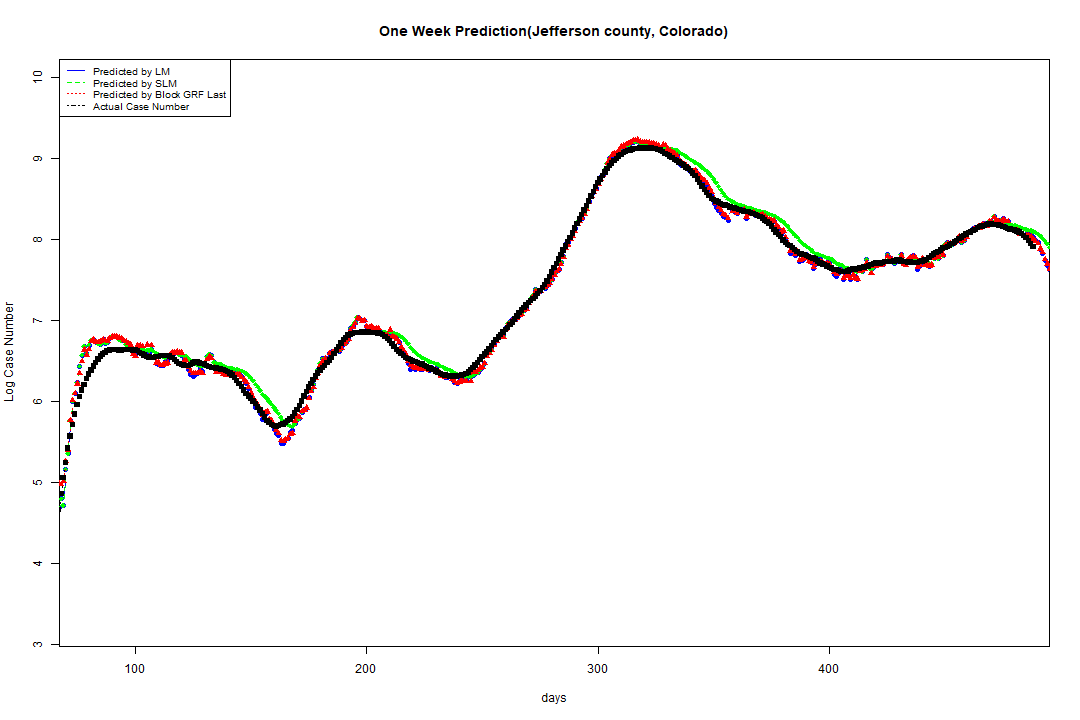 One Week Prediction(Jefferson county, Colorado)
Predicted by LM
Predicted by SLM
Predicted by Block GRF Last
Actual Case Number
10
9
8
7
6
5
4
3
Log Case Number
100 200 300 400
days